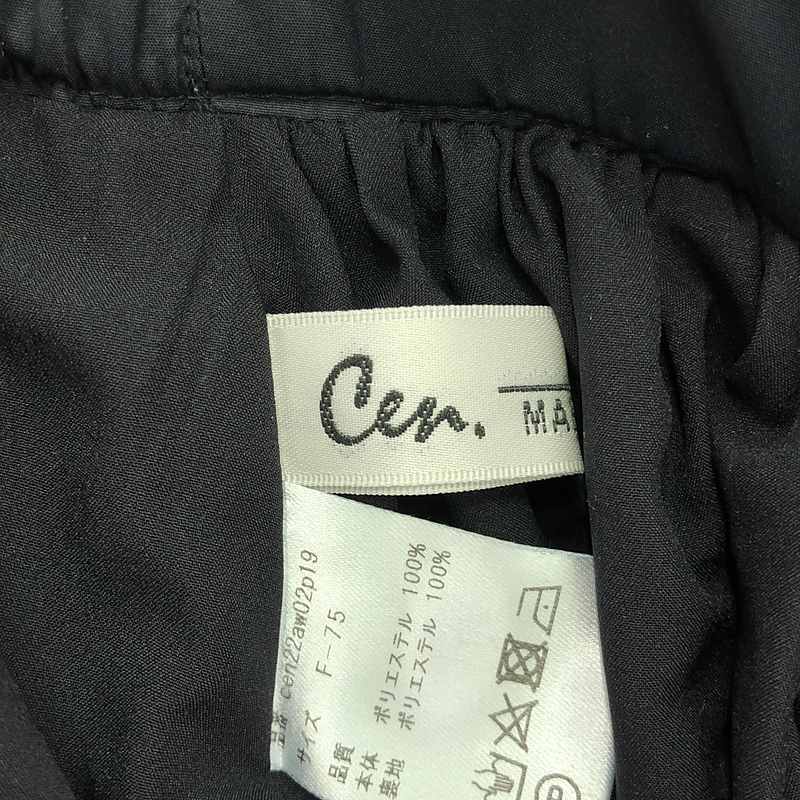 Cen.
品番 cen22aw02p19
サイズ F-75
品質
本体 ポリエステル 100%
裏地 ポリエステル 100%